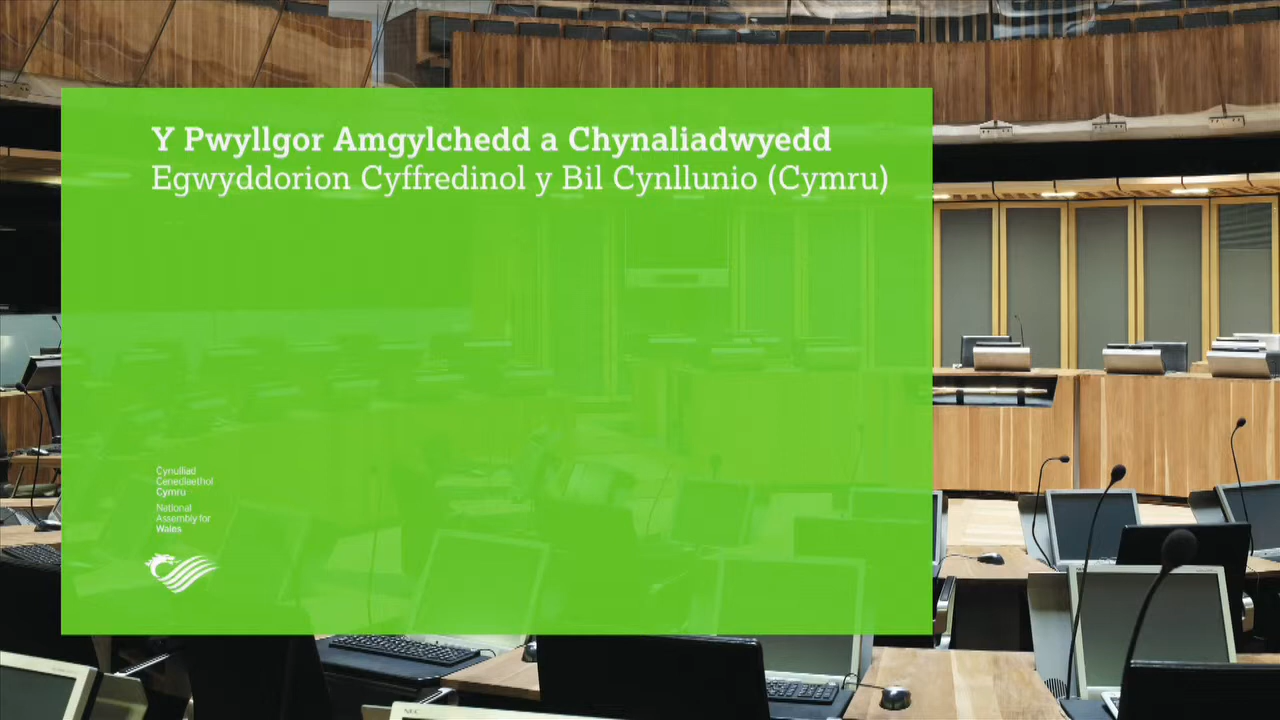 Y Pwyllgor Amgylchedd a Chynaliadwyedd
Egwyddorion Cyffredinol y Bil Cynllunio (Cymru)
Cynulliad
Cenedlaethol
Cymru
National
Assembly for
Wales